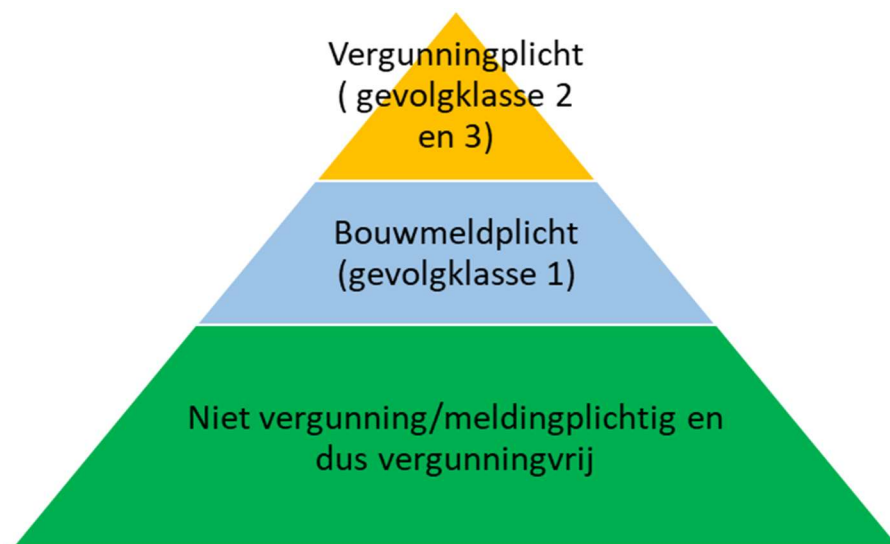 Vergunningplicht
( gevolgklasse 2
en 3)
Bouwmeldplicht
(gevolgklasse 1)
Niet vergunning/meldingplichtig en
dus vergunningvrij